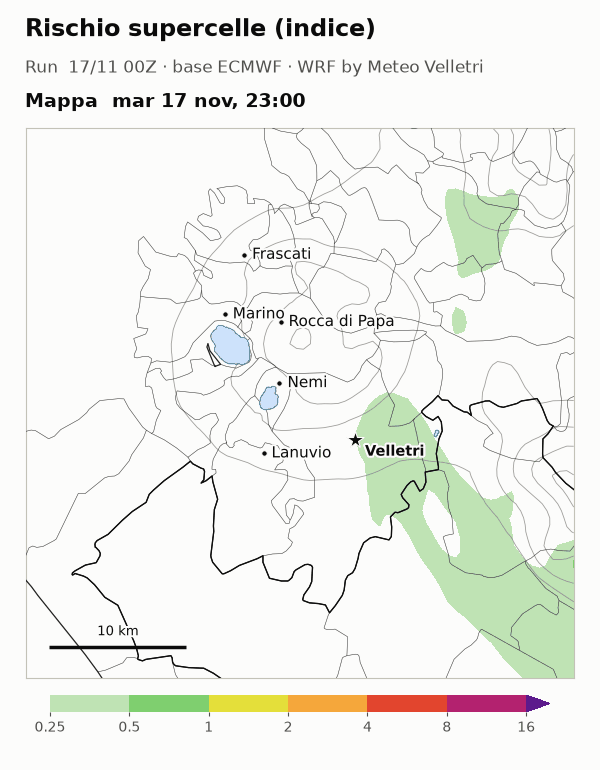 Rischio supercelle (indice)
Run  17/11 00Z · base ECMWF · WRF by Meteo Velletri
Mappa  mar 17 nov, 23:00
Frascati
Marino
Rocca di Papa
Nemi
Velletri
Lanuvio
10 km
0.25 0.5 1 2 4 8 16